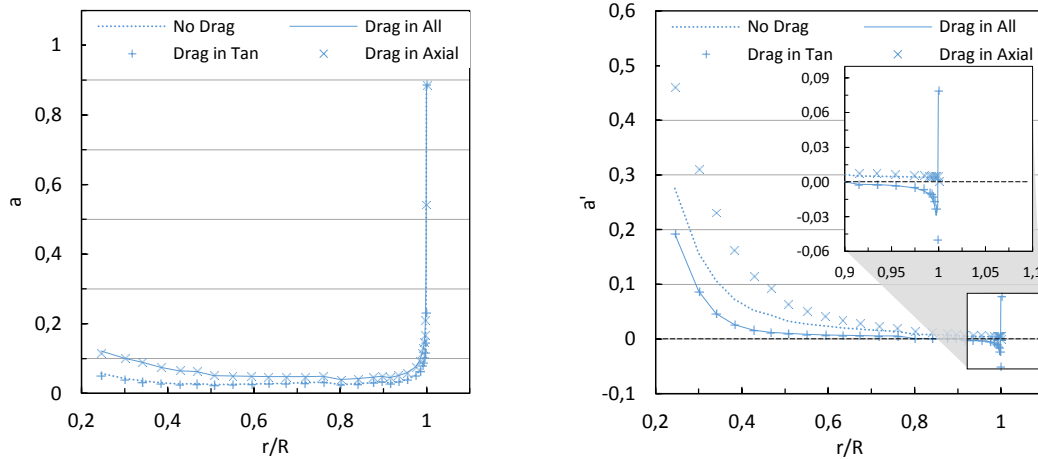 No Drag
Drag in All
Drag in Tan
Drag in Axial
1
0,8
0,6
0,4
0,2
0
a
0,2
0,4
0,6
0,8
1
r/R
No Drag
Drag in All
Drag in Tan
Drag in Axial
0,6
0,5
0,4
0,3
0,2
0,1
0
-0,1
a'
0,2
0,4
0,6
0,8
1
r/R
0,09
0,06
0,03
0,00
-0,03
-0,06
0,9
0,95
1
1,05
1,1